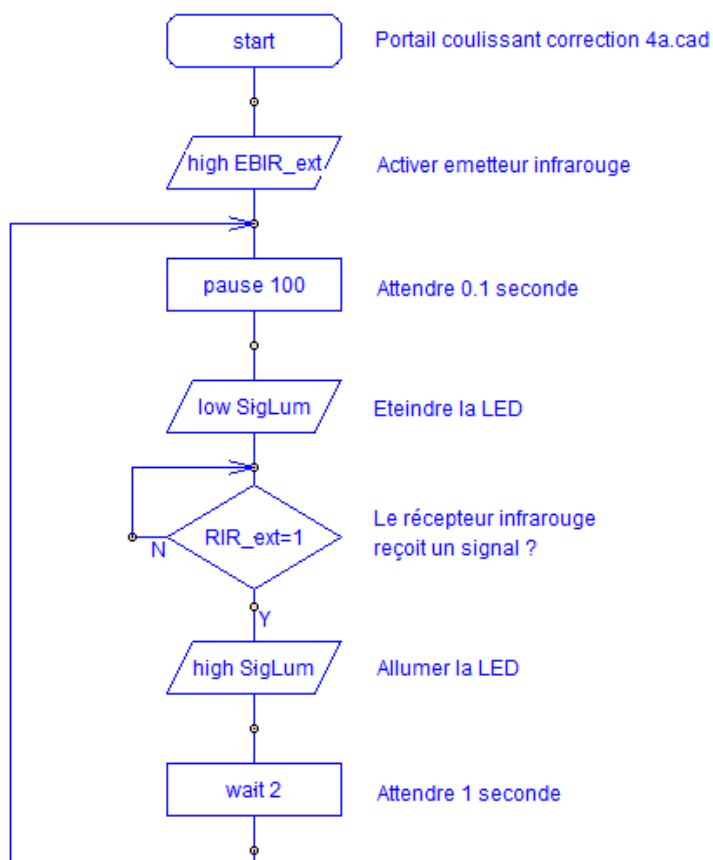 start
Portail coulissant correction 4a.cad
high EBIR_ext
Activer emetteur infrarouge
pause 100
Attendre 0.1 seconde
low SigLum
Eteindre la LED
RIR_ext=1
Le récepteur infrarouge
reçoit un signal ?
N
Y
high SigLum
Allumer la LED
wait 2
Attendre 1 seconde